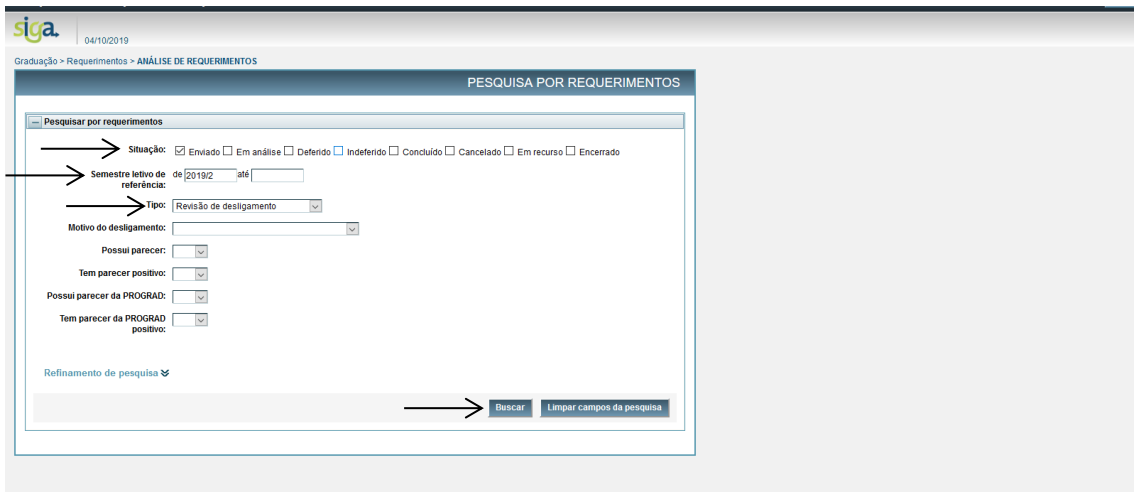 siga.
04/10/2019
Graduação > Requerimentos > ANÁLISE DE REQUERIMENTOS
PESQUISA POR REQUERIMENTOS
Pesquisar por requerimentos
Situação: Enviado Em análise Deferido Indeferido Concluído Cancelado Em recurso Encerrado
Semestre letivo de referência: de 2019/2 até
Tipo: Revisão de desligamento
Motivo do desligamento:
Possui parecer:
Tem parecer positivo:
Possui parecer da PROGRAD:
Tem parecer da PROGRAD
positivo:
Refinamento de pesquisa
Buscar Limpar campos da pesquisa